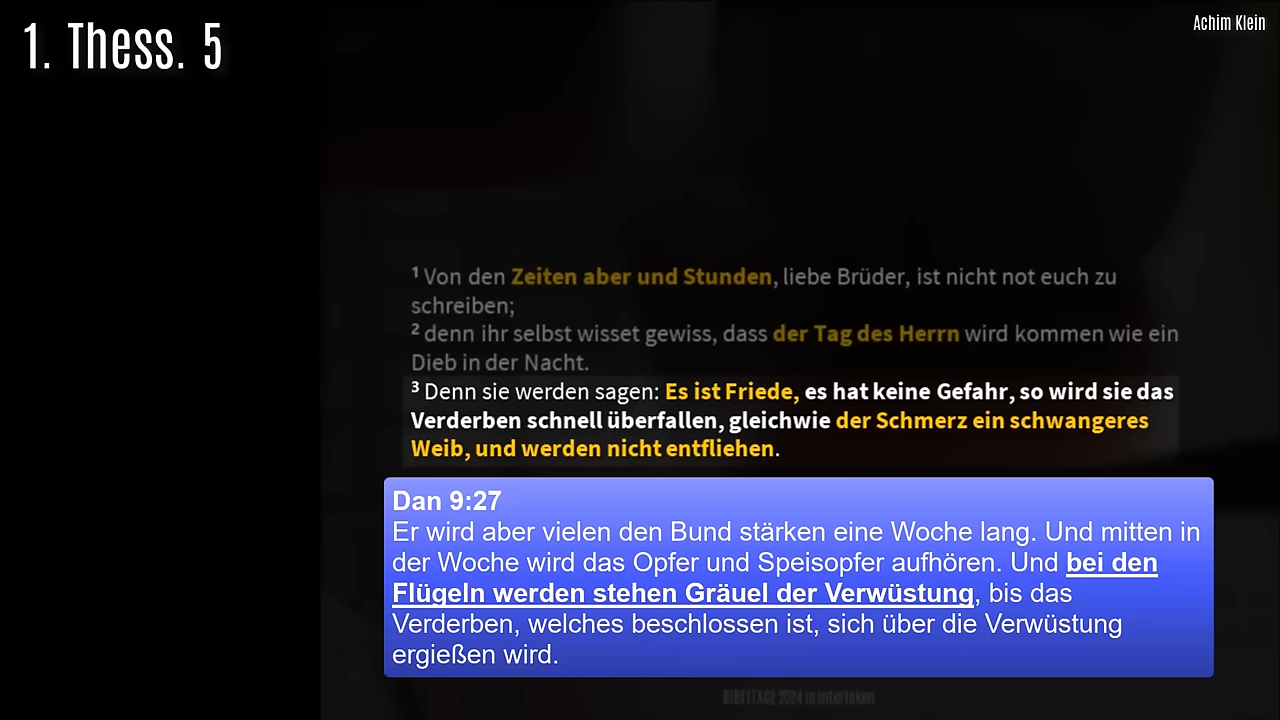 1. Thess. 5
Achim Klein
¹ Von den Zeiten aber und Stunden, liebe Brüder, ist nicht not euch zu
schreiben;
² denn ihr selbst wisset gewiss, dass der Tag des Herrn wird kommen wie ein
Dieb in der Nacht.
³ Denn sie werden sagen: Es ist Friede, es hat keine Gefahr, so wird sie das
Verderben schnell überfallen, gleichwie der Schmerz ein schwangeres
Weib, und werden nicht entfliehen.
Dan 9:27
Er wird aber vielen den Bund stärken eine Woche lang. Und mitten in
der Woche wird das Opfer und Speisopfer aufhören. Und bei den
Flügeln werden stehen Gräuel der Verwüstung, bis das
Verderben, welches beschlossen ist, sich über die Verwüstung
ergießen wird.
BIBELTAGE 2024 in Interlaken